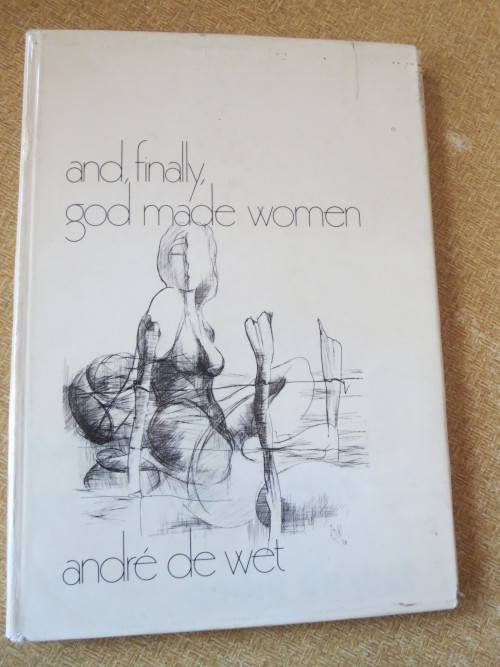 and, finally,
god made women
andré de wet